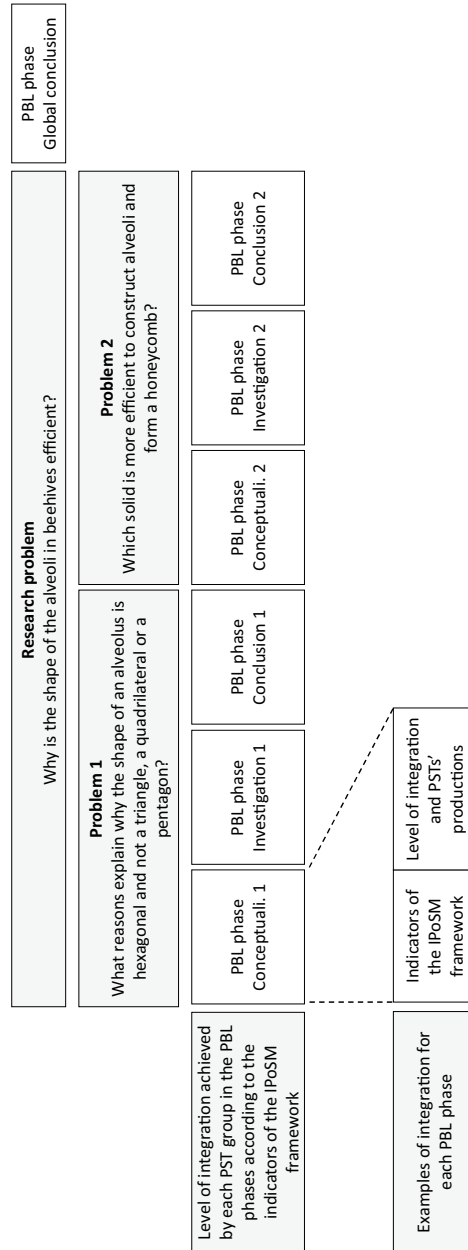 Research problem
Why is the shape of the alveoli in beehives efficient?
PBL phase
Global conclusion
Problem 1
What reasons explain why the shape of an alveolus is
hexagonal and not a triangle, a quadrilateral or a
pentagon?
Problem 2
Which solid is more efficient to construct alveoli and
form a honeycomb?
Level of integration achieved
by each PST group in the PBL
phases according to the
indicators of the IPoSM
framework
PBL phase
Conceptuali. 1
PBL phase
Investigation 1
PBL phase
Conclusion 1
PBL phase
Conceptuali. 2
PBL phase
Investigation 2
PBL phase
Conclusion 2
Examples of integration for
each PBL phase
Indicators of
the IPoSM
framework
Level of integration
and PSTs'
productions